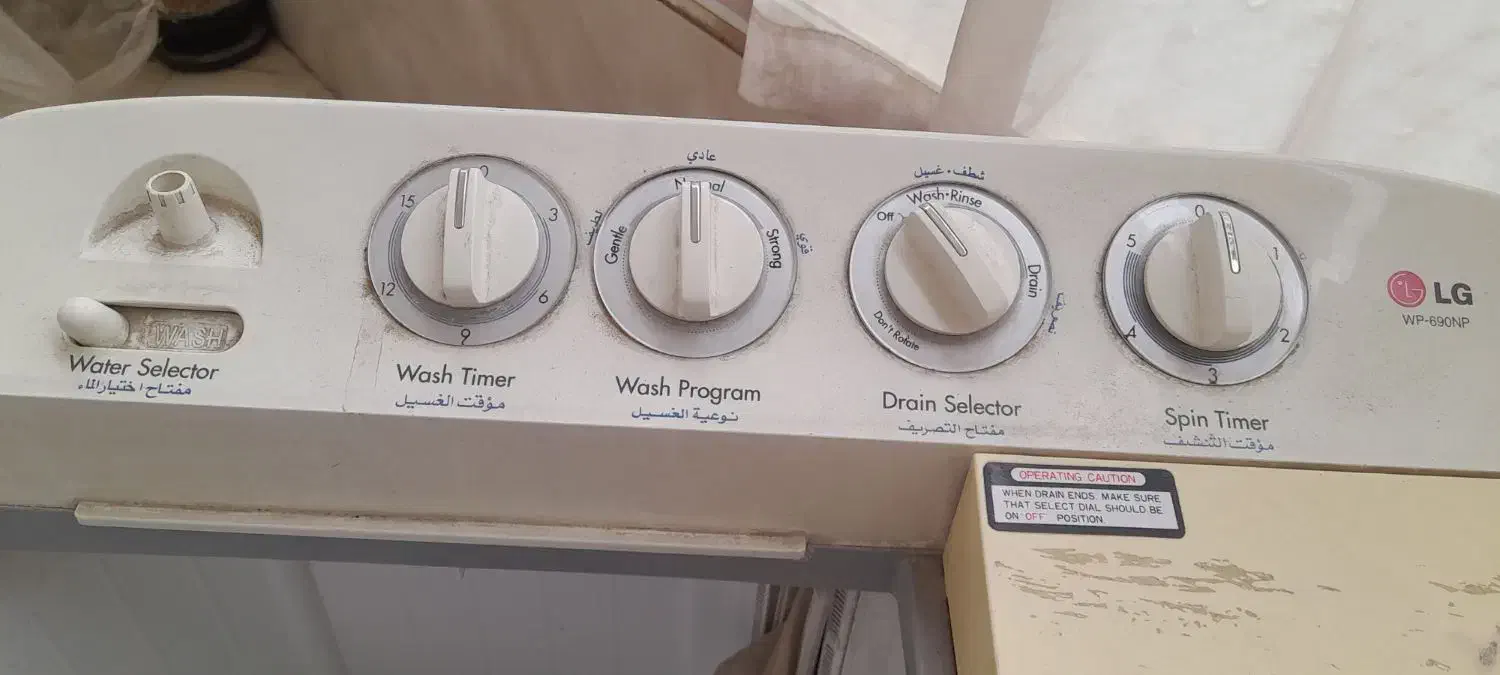 WASH
Water Selector
مفتاح اختيار الماء
0
3
6
9
12
15
Wash Timer
مؤقت الغسيل
عادي
Gentle
لطيف
Strong
قوي
Wash Program
نوعية الغسيل
شطف • غسيل
Wash•Rinse
Off
Drain
تصريف
Don't Rotate
Drain Selector
مفتاح التصريف
0
1
2
3
4
5
Spin Timer
مؤقت التنشيف
LG
WP-690NP
OPERATING CAUTION
WHEN DRAIN ENDS. MAKE SURE
THAT SELECT DIAL SHOULD BE
ON "OFF" POSITION.